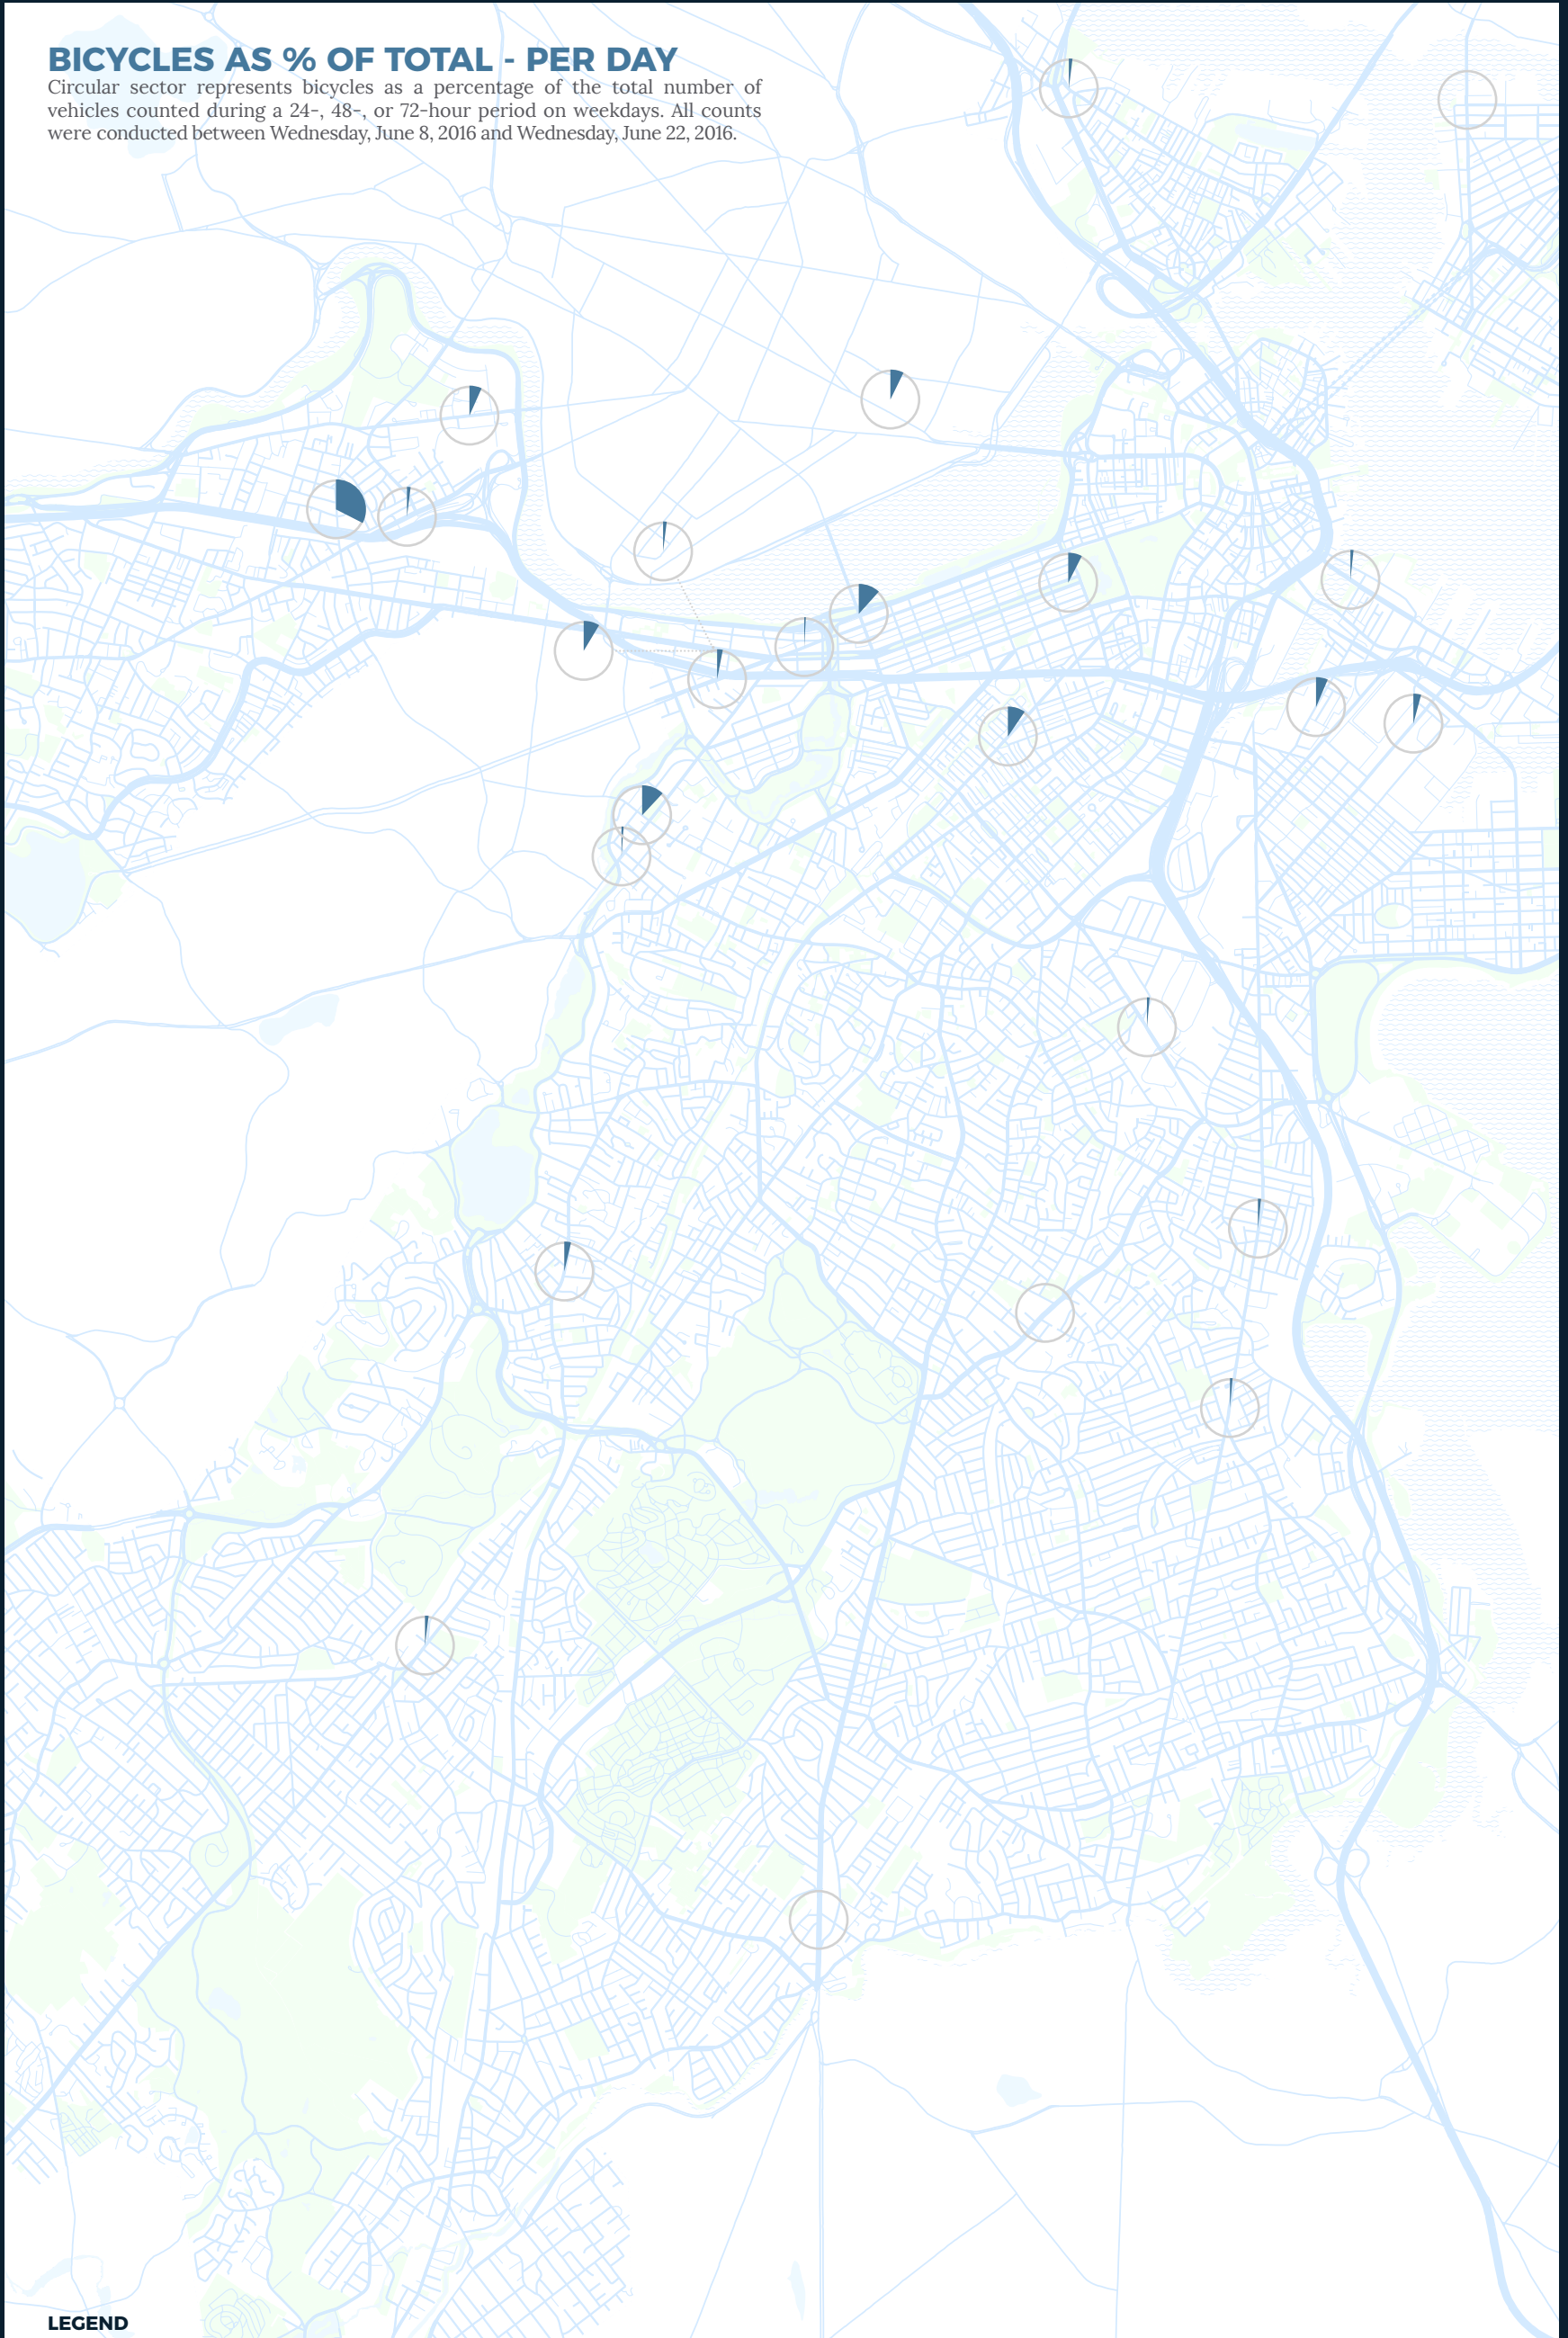 BICYCLES AS % OF TOTAL - PER DAY
Circular sector represents bicycles as a percentage of the total number of
vehicles counted during a 24-, 48-, or 72-hour period on weekdays. All counts
were conducted between Wednesday, June 8, 2016 and Wednesday, June 22, 2016.
LEGEND